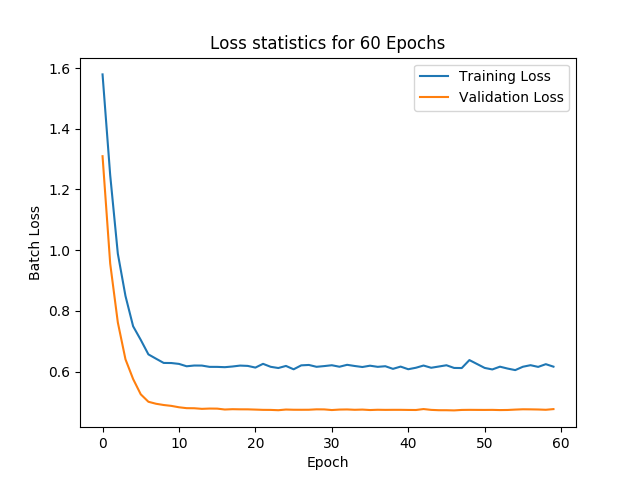 Loss statistics for 60 Epochs
Training Loss
Validation Loss
Batch Loss
1.6
1.4
1.2
1.0
0.8
0.6
0 10 20 30 40 50 60
Epoch